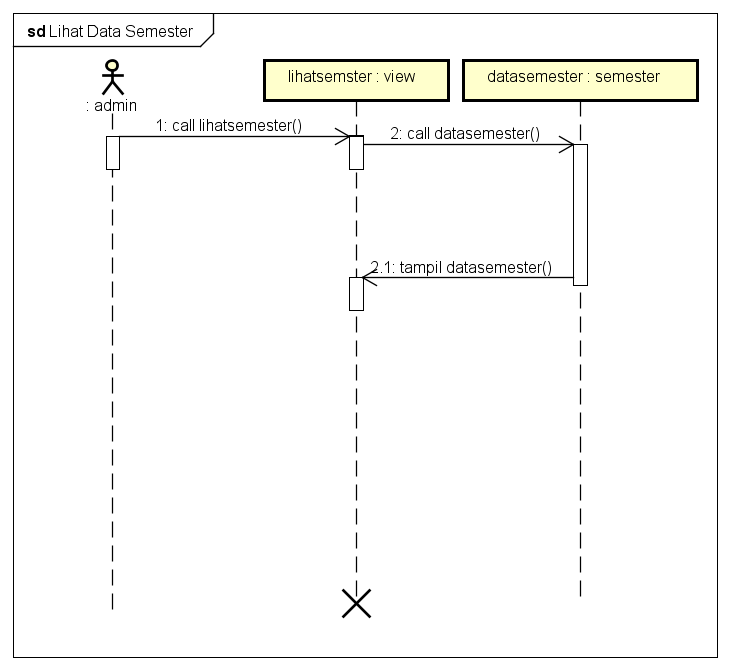 sd Lihat Data Semester
: admin
lihatsemster : view
datasemester : semester
1: call lihatsemester()
2: call datasemester()
2.1: tampil datasemester()